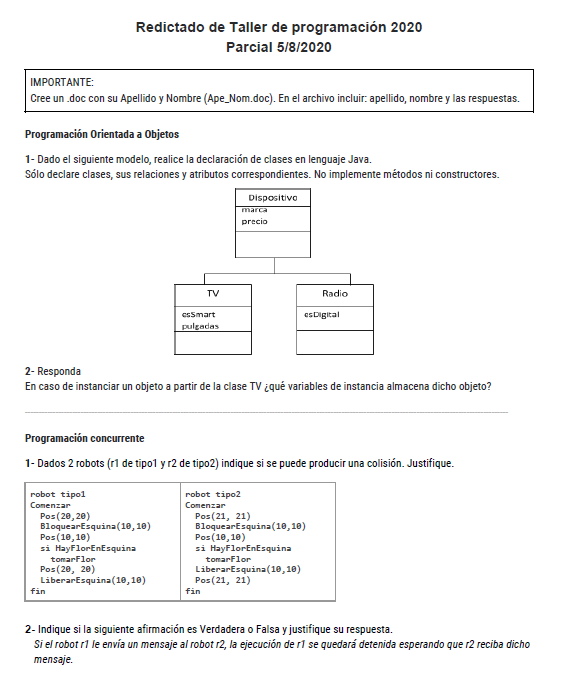 Redictado de Taller de programación 2020
Parcial 5/8/2020
IMPORTANTE:
Cree un .doc con su Apellido y Nombre (Ape_Nom.doc). En el archivo incluir: apellido, nombre y las respuestas.
Programación Orientada a Objetos
1- Dado el siguiente modelo, realice la declaración de clases en lenguaje Java.
Sólo declare clases, sus relaciones y atributos correspondientes. No implemente métodos ni constructores.
Dispositivo
marca
precio
TV
esSmart
pulgadas
Radio
esDigital
2- Responda
En caso de instanciar un objeto a partir de la clase TV ¿qué variables de instancia almacena dicho objeto?
Programación concurrente
1- Dados 2 robots (r1 de tipo1 y r2 de tipo2) indique si se puede producir una colisión. Justifique.
robot tipo1
Comenzar
Pos(20,20)
BloquearEsquina(10,10)
Pos(10,10)
si HayFlorEnEsquina
tomarFlor
Pos(20, 20)
LiberarEsquina(10,10)
fin
robot tipo2
Comenzar
Pos(21, 21)
BloquearEsquina(10,10)
Pos(10,10)
si HayFlorEnEsquina
tomarFlor
LiberarEsquina(10,10)
Pos(21, 21)
fin
2- Indique si la siguiente afirmación es Verdadera o Falsa y justifique su respuesta.
Si el robot r1 le envía un mensaje al robot r2, la ejecución de r1 se quedará detenida esperando que r2 reciba dicho
mensaje.